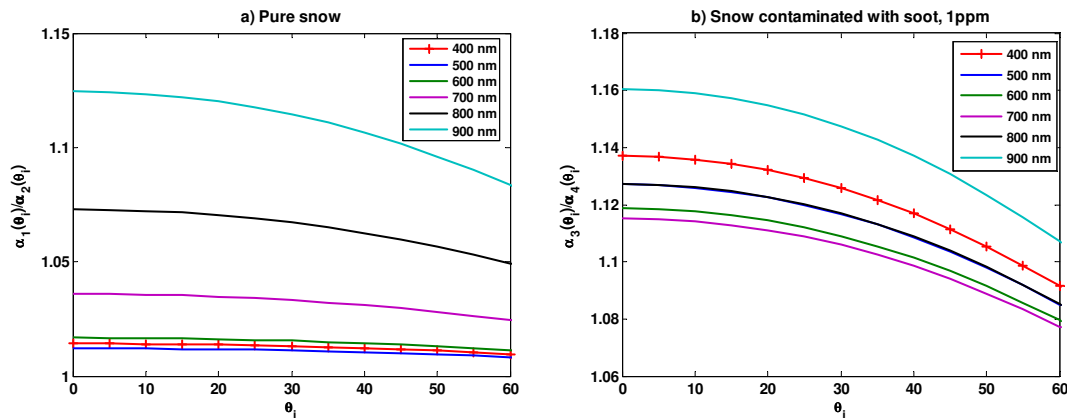 a) Pure snow
1.15
1.1
1.05
1
α1(θi)/α2(θi)
0 10 20 30 40 50 60
θi
400 nm
500 nm
600 nm
700 nm
800 nm
900 nm
b) Snow contaminated with soot, 1ppm
1.18
1.16
1.14
1.12
1.1
1.08
1.06
α3(θi)/α4(θi)
0 10 20 30 40 50 60
θi
400 nm
500 nm
600 nm
700 nm
800 nm
900 nm